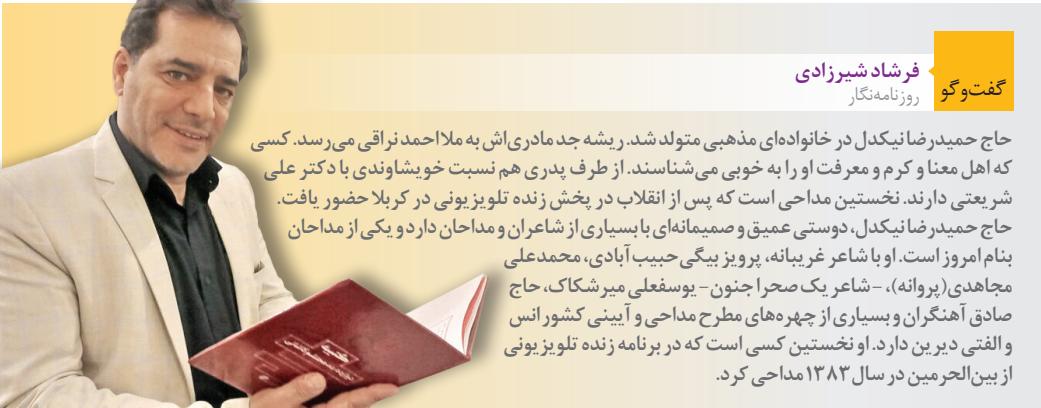 گفت‌وگو
فرشاد شیرزادی
روزنامه‌نگار
حاج حمیدرضا نیکدل در خانواده‌ای مذهبی متولد شد. ریشه جد مادری‌اش به ملا احمد نراقی می‌رسد. کسی
که اهل معنا و کرم و معرفت او را به خوبی می‌شناسند. از طرف پدری هم نسبت خویشاوندی با دکتر علی
شریعتی دارند. نخستین مداحی است که پس از انقلاب در پخش زنده تلویزیونی در کربلا حضور یافت.
حاج حمیدرضا نیکدل، دوستی عمیق و صمیمانه‌ای با بسیاری از شاعران و مداحان دارد و یکی از مداحان
بنام امروز است. او با شاعر غریبانه، پرویز بیگی حبیب آبادی، محمدعلی
مجاهدی(پروانه)، -شاعر یک صحرا جنون- یوسفعلی میرشکاک، حاج
صادق آهنگران و بسیاری از چهره‌های مطرح مداحی و آیینی کشور انس
و الفتی دیرین دارد. او نخستین کسی است که در برنامه زنده تلویزیونی
از بین‌الحرمین در سال ۱۳۸۳ مداحی کرد.